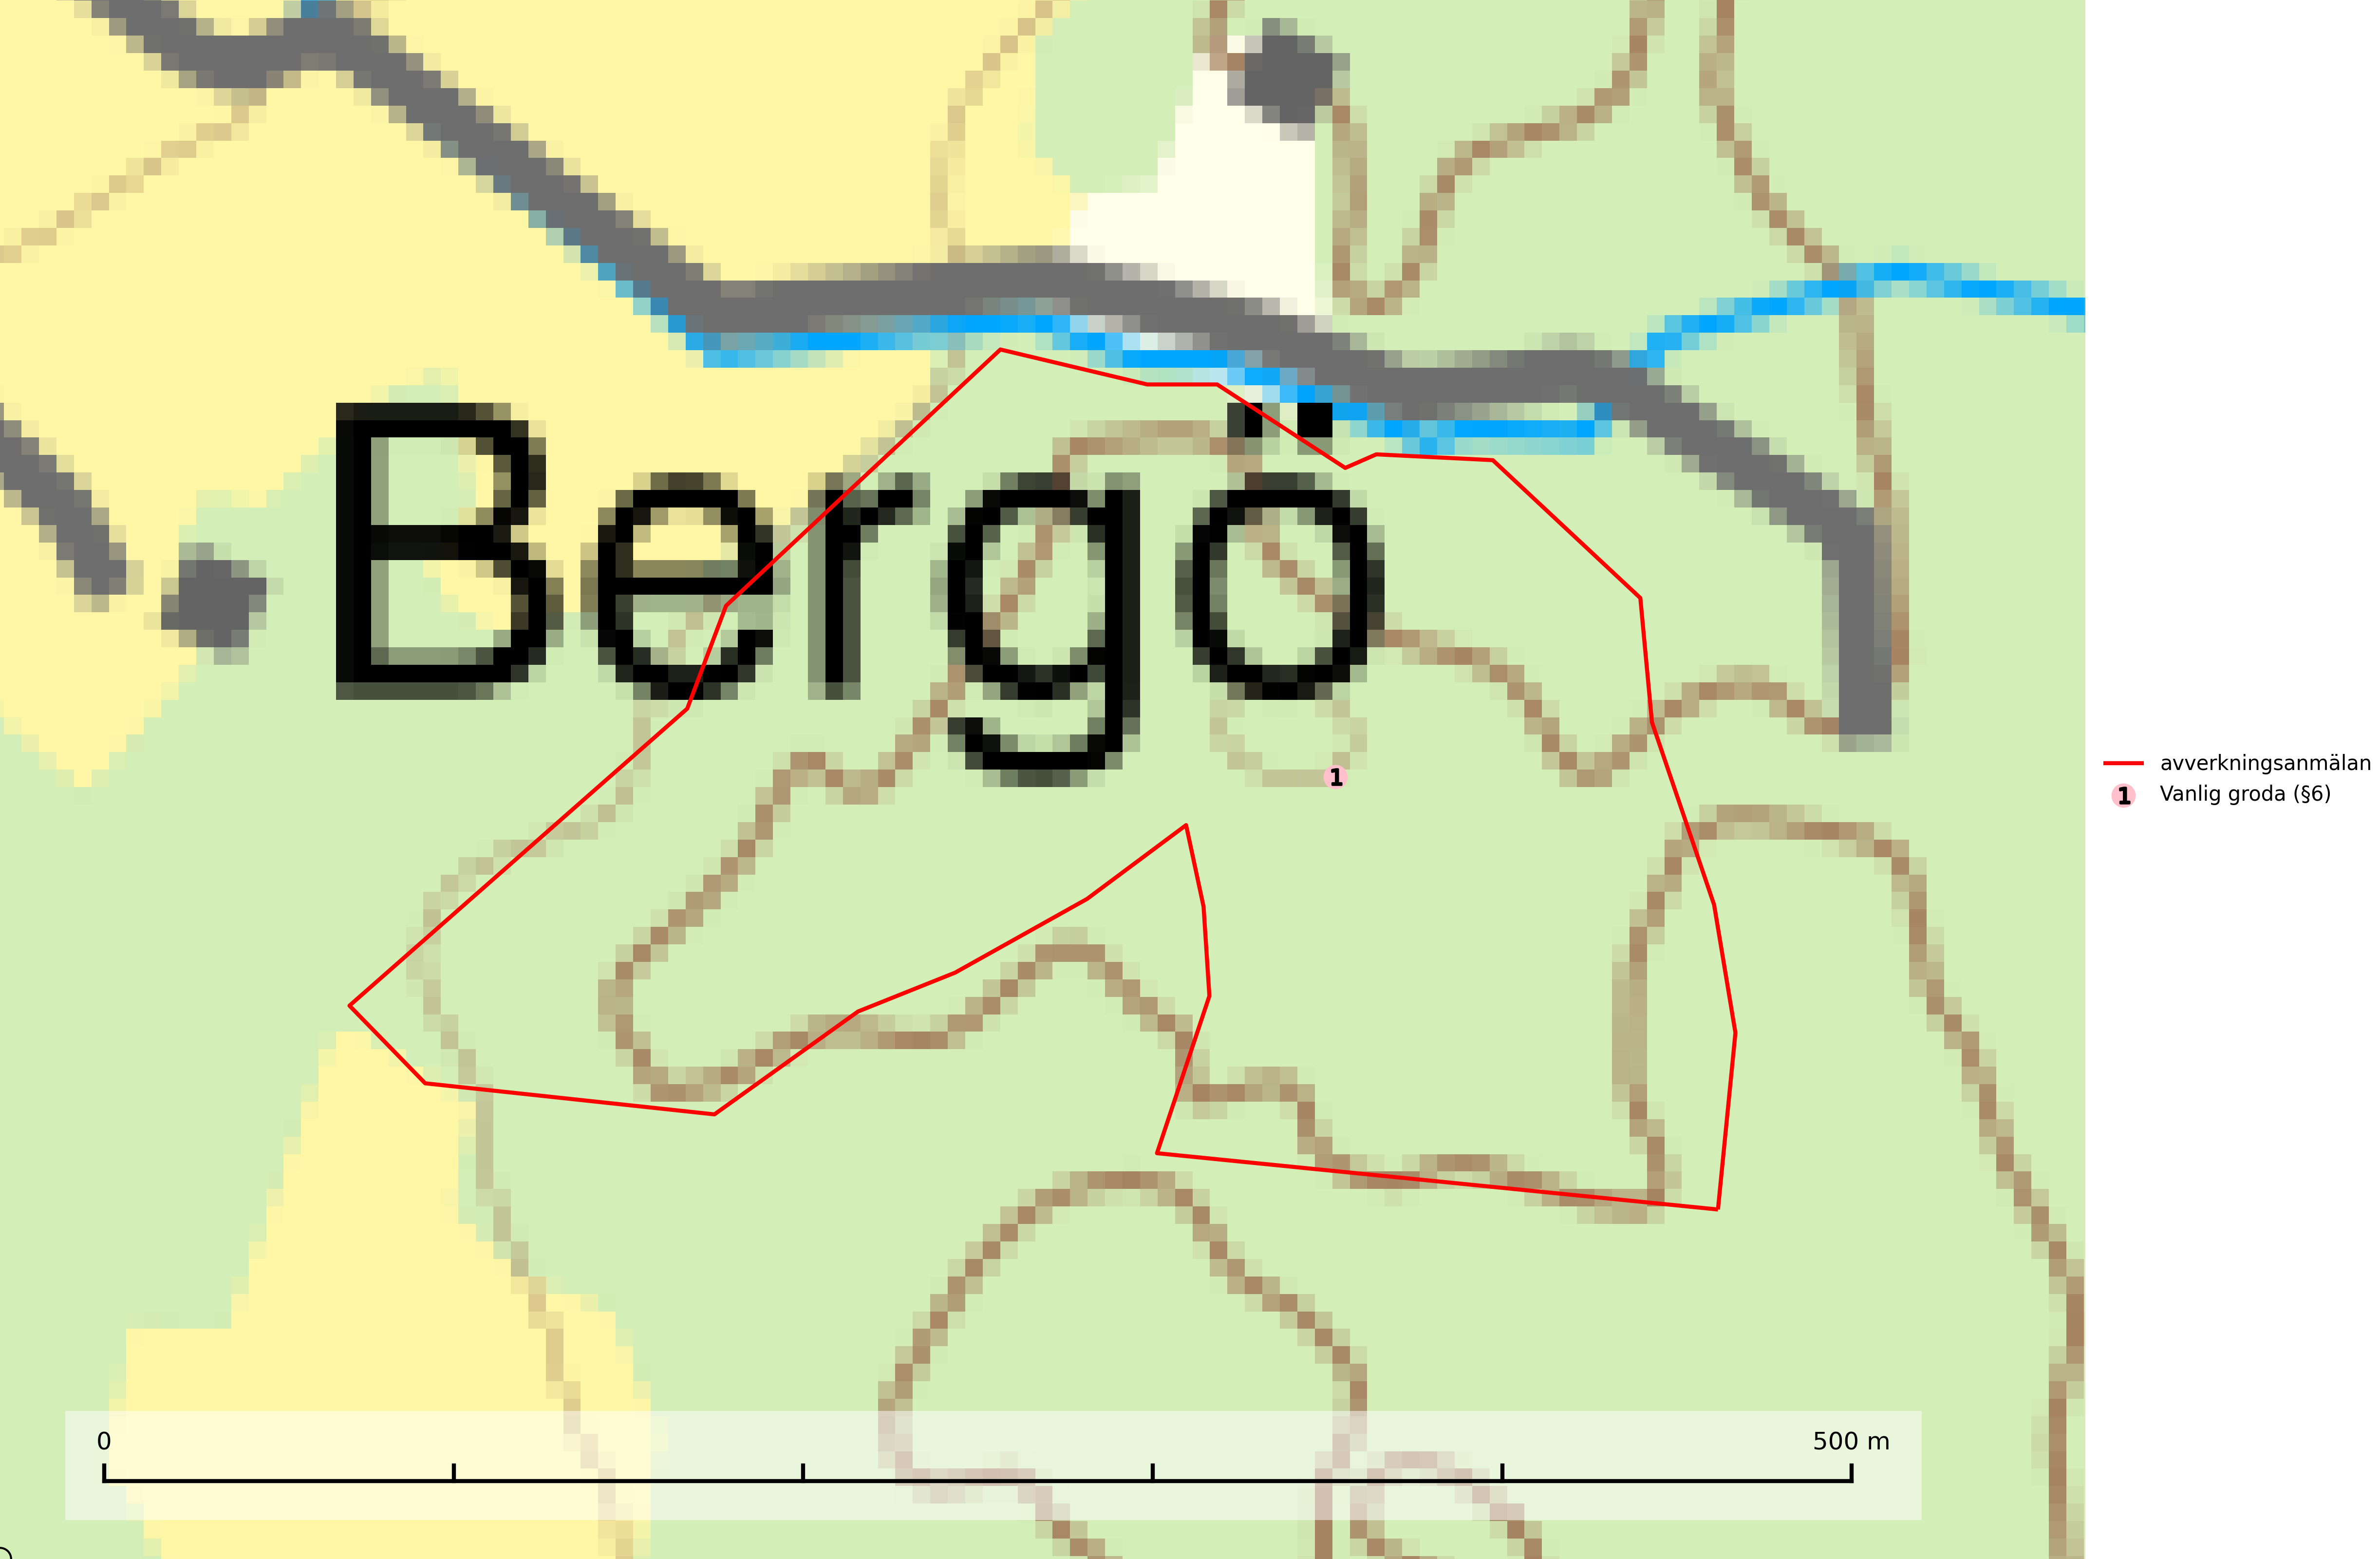 Bergö
1
avverkningsanmälan
1 Vanlig groda (§6)
0 500 m